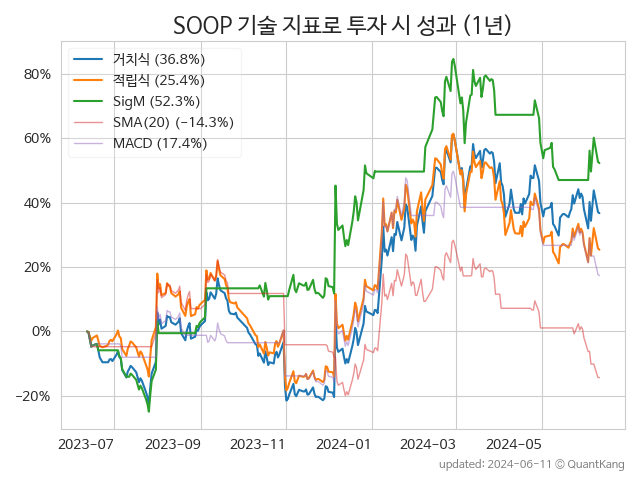 SOOP 기술 지표로 투자 시 성과 (1년)
거치식 (36.8%)
적립식 (25.4%)
SigM (52.3%)
SMA(20) (−14.3%)
MACD (17.4%)
80%
60%
40%
20%
0%
−20%
2023-07 2023-09 2023-11 2024-01 2024-03 2024-05
updated: 2024-06-11 © QuantKang